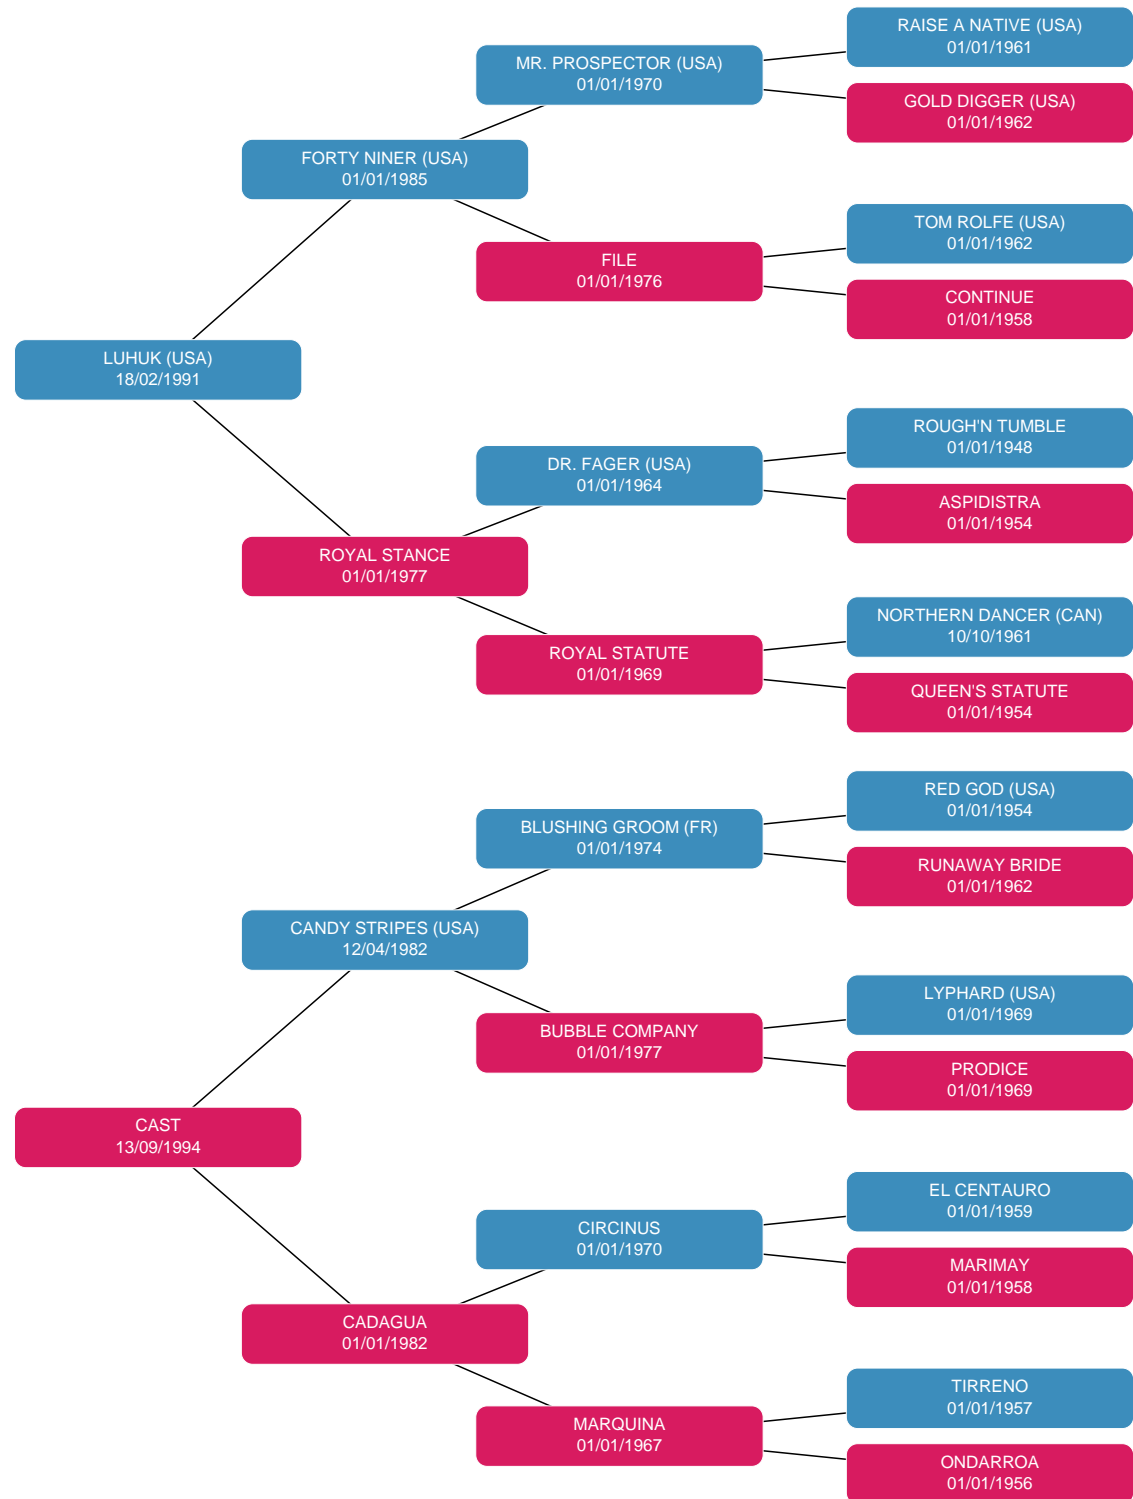 RAISE A NATIVE (USA)
01/01/1961
MR. PROSPECTOR (USA)
01/01/1970
GOLD DIGGER (USA)
01/01/1962
FORTY NINER (USA)
01/01/1985
TOM ROLFE (USA)
01/01/1962
FILE
01/01/1976
CONTINUE
01/01/1958
LUHUK (USA)
18/02/1991
ROUGH'N TUMBLE
01/01/1948
DR. FAGER (USA)
01/01/1964
ASPIDISTRA
01/01/1954
ROYAL STANCE
01/01/1977
NORTHERN DANCER (CAN)
10/10/1961
ROYAL STATUTE
01/01/1969
QUEEN'S STATUTE
01/01/1954
RED GOD (USA)
01/01/1954
BLUSHING GROOM (FR)
01/01/1974
RUNAWAY BRIDE
01/01/1962
CANDY STRIPES (USA)
12/04/1982
LYPHARD (USA)
01/01/1969
BUBBLE COMPANY
01/01/1977
PRODICE
01/01/1969
CAST
13/09/1994
EL CENTAURO
01/01/1959
CIRCINUS
01/01/1970
MARIMAY
01/01/1958
CADAGUA
01/01/1982
TIRRENO
01/01/1957
MARQUINA
01/01/1967
ONDARROA
01/01/1956